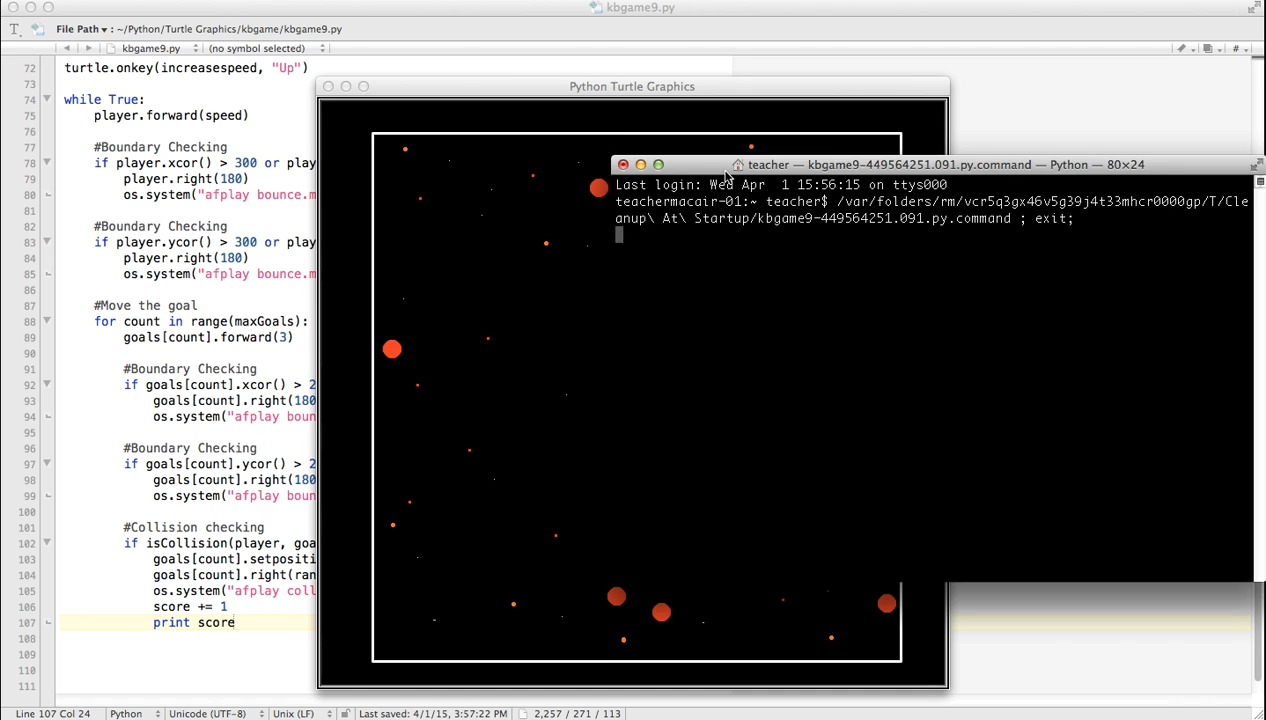 kbgame9.py
File Path ▾ : ~/Python/Turtle Graphics/kbgame/kbgame9.py
kbgame9.py (no symbol selected)
72 turtle.onkey(increasespeed, "Up")
73
74 while True:
75 player.forward(speed)
76
77 #Boundary Checking
78 if player.xcor() > 300 or play
79 player.right(180)
80 os.system("afplay bounce.m
81
82 #Boundary Checking
83 if player.ycor() > 300 or play
84 player.right(180)
85 os.system("afplay bounce.m
86
87 #Move the goal
88 for count in range(maxGoals):
89 goals[count].forward(3)
90
91 #Boundary Checking
92 if goals[count].xcor() > 2
93 goals[count].right(180
94 os.system("afplay boun
95
96 #Boundary Checking
97 if goals[count].ycor() > 2
98 goals[count].right(180
99 os.system("afplay boun
100
101 #Collision checking
102 if isCollision(player, goa
103 goals[count].setpositi
104 goals[count].right(ran
105 os.system("afplay coll
106 score += 1
107 print score
108
109
110
111
Python Turtle Graphics
teacher — kbgame9-449564251.091.py.command — Python — 80×24
Last login: Wed Apr  1 15:56:15 on ttys000
teachermacair-01:~ teacher$ /var/folders/rm/vcr5q3gx46v5g39j4t33mhcr0000gp/T/Cle
anup\ At\ Startup/kbgame9-449564251.091.py.command ; exit;
Line 107 Col 24 Python Unicode (UTF-8) Unix (LF) Last saved: 4/1/15, 3:57:22 PM 2,257 / 271 / 113